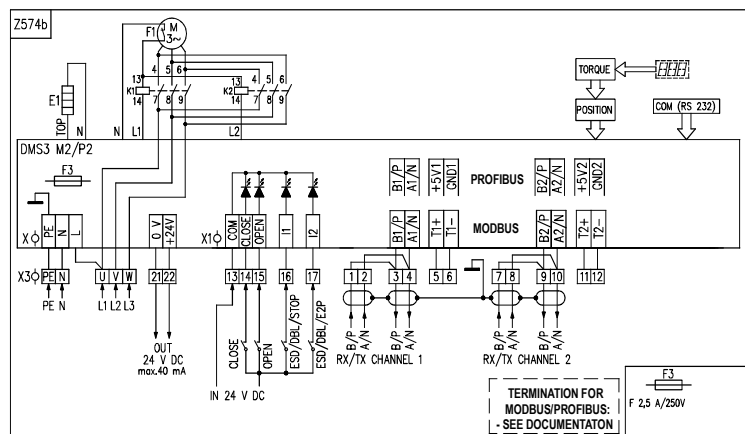 Z574b
F1
M
3~
4 5 6
13
K1
14
7 8 9
13
K2
14
4 5 6
7 8 9
E1
TOP
N
N
L1
L2
TORQUE
POSITION
COM (RS 232)
DMS3 M2/P2
F3
X
PE
N
L
0 V
+24V
X1
COM
CLOSE
OPEN
I1
I2
B1/P
A1/N
+5V1
GND1
PROFIBUS
B2/P
A2/N
+5V2
GND2
B1/P
A1/N
T1+
T1-
MODBUS
B2/P
A2/N
T2+
T2-
X3
PE N U V W 21 22 13 14 15 16 17 1 2 3 4 5 6 7 8 9 10 11 12
PE N L1 L2 L3
OUT
24 V DC
max.40 mA
CLOSE
OPEN
ESD/DBL/STOP
ESD/DBL/E2P
IN 24 V DC
B/P
A/N
B/P
A/N
RX/TX CHANNEL 1
B/P
A/N
B/P
A/N
RX/TX CHANNEL 2
TERMINATION FOR
MODBUS/PROFIBUS:
- SEE DOCUMENTATON
F3
F 2,5 A/250V